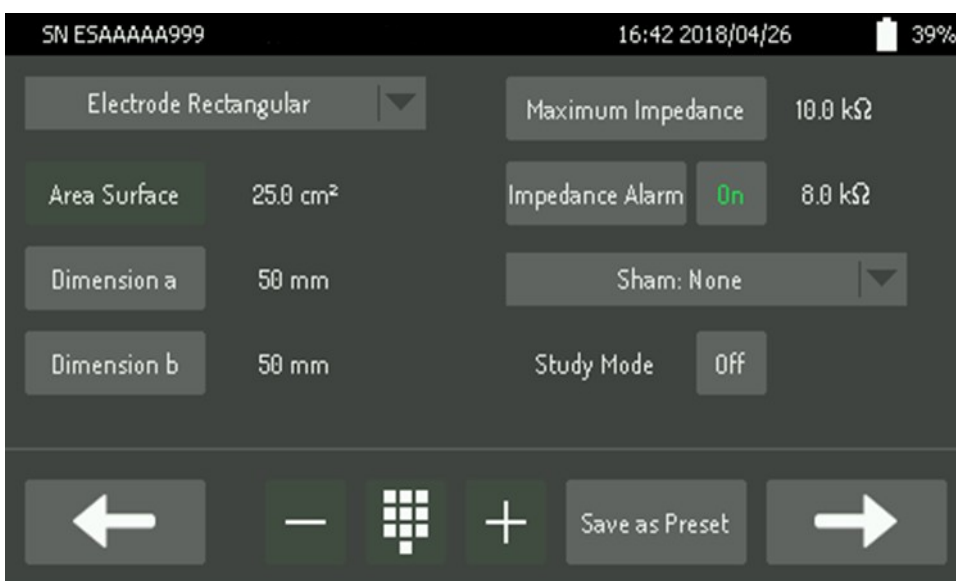 SN ESAAAAA999
16:42 2018/04/26
39%
Electrode Rectangular
Maximum Impedance
10.0 kΩ
Area Surface
25.0 cm²
Impedance Alarm
On
8.0 kΩ
Dimension a
50 mm
Sham: None
Dimension b
50 mm
Study Mode
Off
Save as Preset